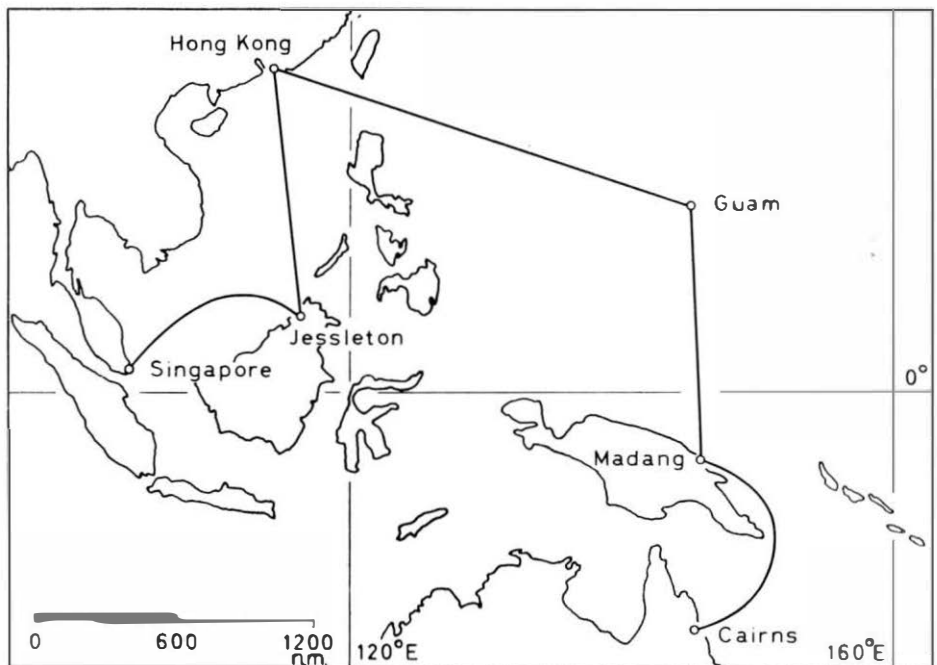 Hong Kong
Guam
Jessleton
Singapore
0°
Madang
0 600 1200
n.m.
120°E
Cairns
160°E